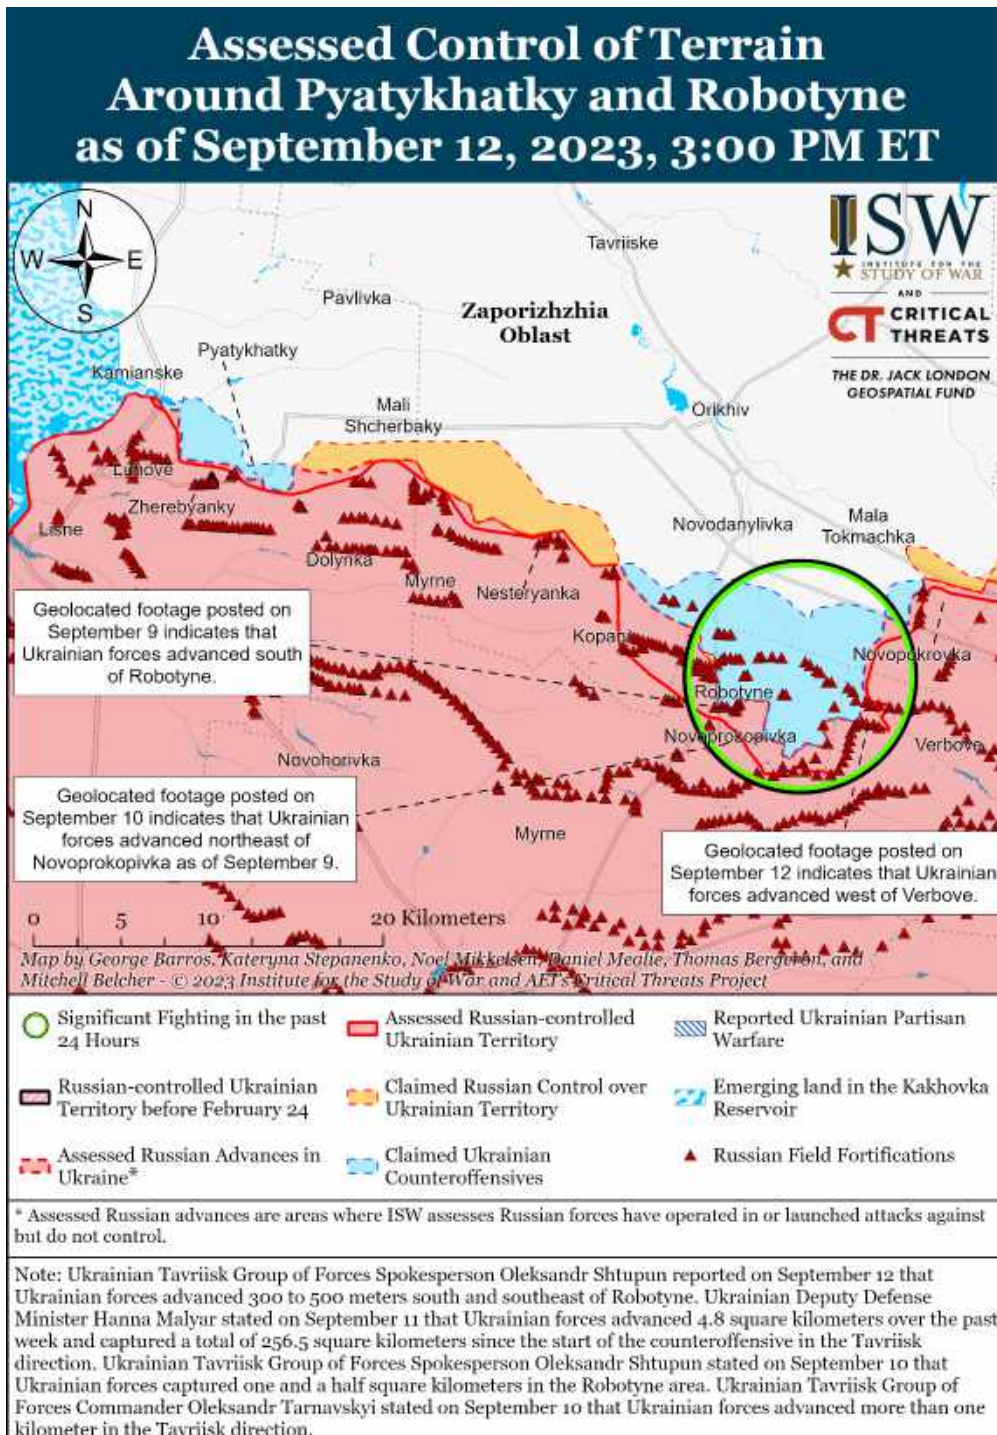 Assessed Control of Terrain
Around Pyatykhatky and Robotyne
as of September 12, 2023, 3:00 PM ET
N
W
E
S
ISW
INSTITUTE FOR THE
STUDY OF WAR
AND
CT CRITICAL
THREATS
THE DR. JACK LONDON
GEOSPATIAL FUND
Tavriiske
Pavlivka
Zaporizhzhia
Oblast
Pyatykhatky
Kamianske
Mali
Shcherbaky
Orikhiv
Luhove
Zherebyanky
Lisne
Novodanylivka
Mala
Tokmachka
Dolynka
Myrne
Nesteryanka
Kopani
Novopokrovka
Geolocated footage posted on
September 9 indicates that
Ukrainian forces advanced south
of Robotyne.
Robotyne
Novoprokopivka
Verbove
Novohorivka
Geolocated footage posted on
September 10 indicates that Ukrainian
forces advanced northeast of
Novoprokopivka as of September 9.
Myrne
Geolocated footage posted on
September 12 indicates that Ukrainian
forces advanced west of Verbove.
0 5 10 20 Kilometers
Map by George Barros, Kateryna Stepanenko, Noel Mikkelsen, Daniel Mealie, Thomas Bergeron, and
Mitchell Belcher - © 2023 Institute for the Study of War and AEI's Critical Threats Project
Significant Fighting in the past
24 Hours
Assessed Russian-controlled
Ukrainian Territory
Reported Ukrainian Partisan
Warfare
Russian-controlled Ukrainian
Territory before February 24
Claimed Russian Control over
Ukrainian Territory
Emerging land in the Kakhovka
Reservoir
Assessed Russian Advances in
Ukraine*
Claimed Ukrainian
Counteroffensives
Russian Field Fortifications
* Assessed Russian advances are areas where ISW assesses Russian forces have operated in or launched attacks against
but do not control.
Note: Ukrainian Tavriisk Group of Forces Spokesperson Oleksandr Shtupun reported on September 12 that
Ukrainian forces advanced 300 to 500 meters south and southeast of Robotyne. Ukrainian Deputy Defense
Minister Hanna Malyar stated on September 11 that Ukrainian forces advanced 4.8 square kilometers over the past
week and captured a total of 256.5 square kilometers since the start of the counteroffensive in the Tavriisk
direction. Ukrainian Tavriisk Group of Forces Spokesperson Oleksandr Shtupun stated on September 10 that
Ukrainian forces captured one and a half square kilometers in the Robotyne area. Ukrainian Tavriisk Group of
Forces Commander Oleksandr Tarnavskyi stated on September 10 that Ukrainian forces advanced more than one
kilometer in the Tavriisk direction.